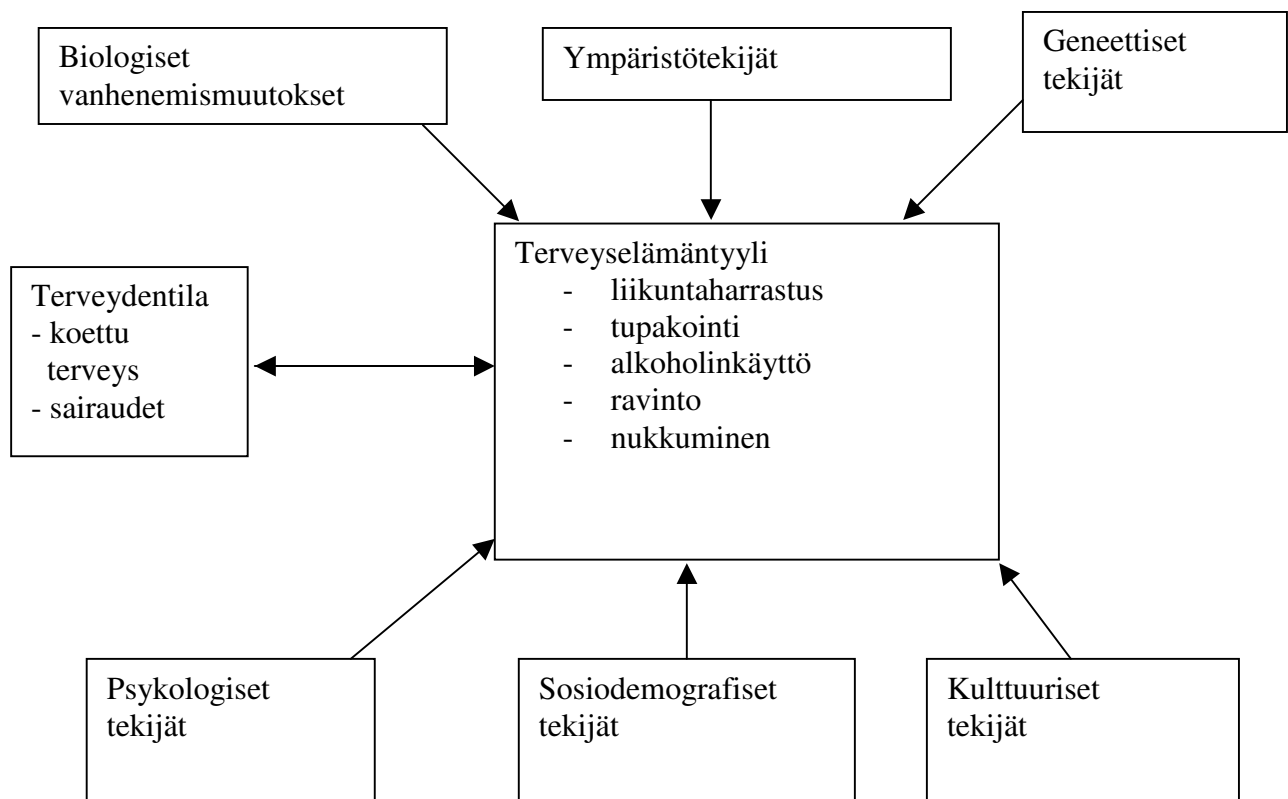 Biologiset
vanhenemismuutokset
Ympäristötekijät
Geneettiset
tekijät
Terveydentila
- koettu
terveys
- sairaudet
Terveyselämäntyyli
- liikuntaharrastus
- tupakointi
- alkoholinkäyttö
- ravinto
- nukkuminen
Psykologiset
tekijät
Sosiodemografiset
tekijät
Kulttuuriset
tekijät